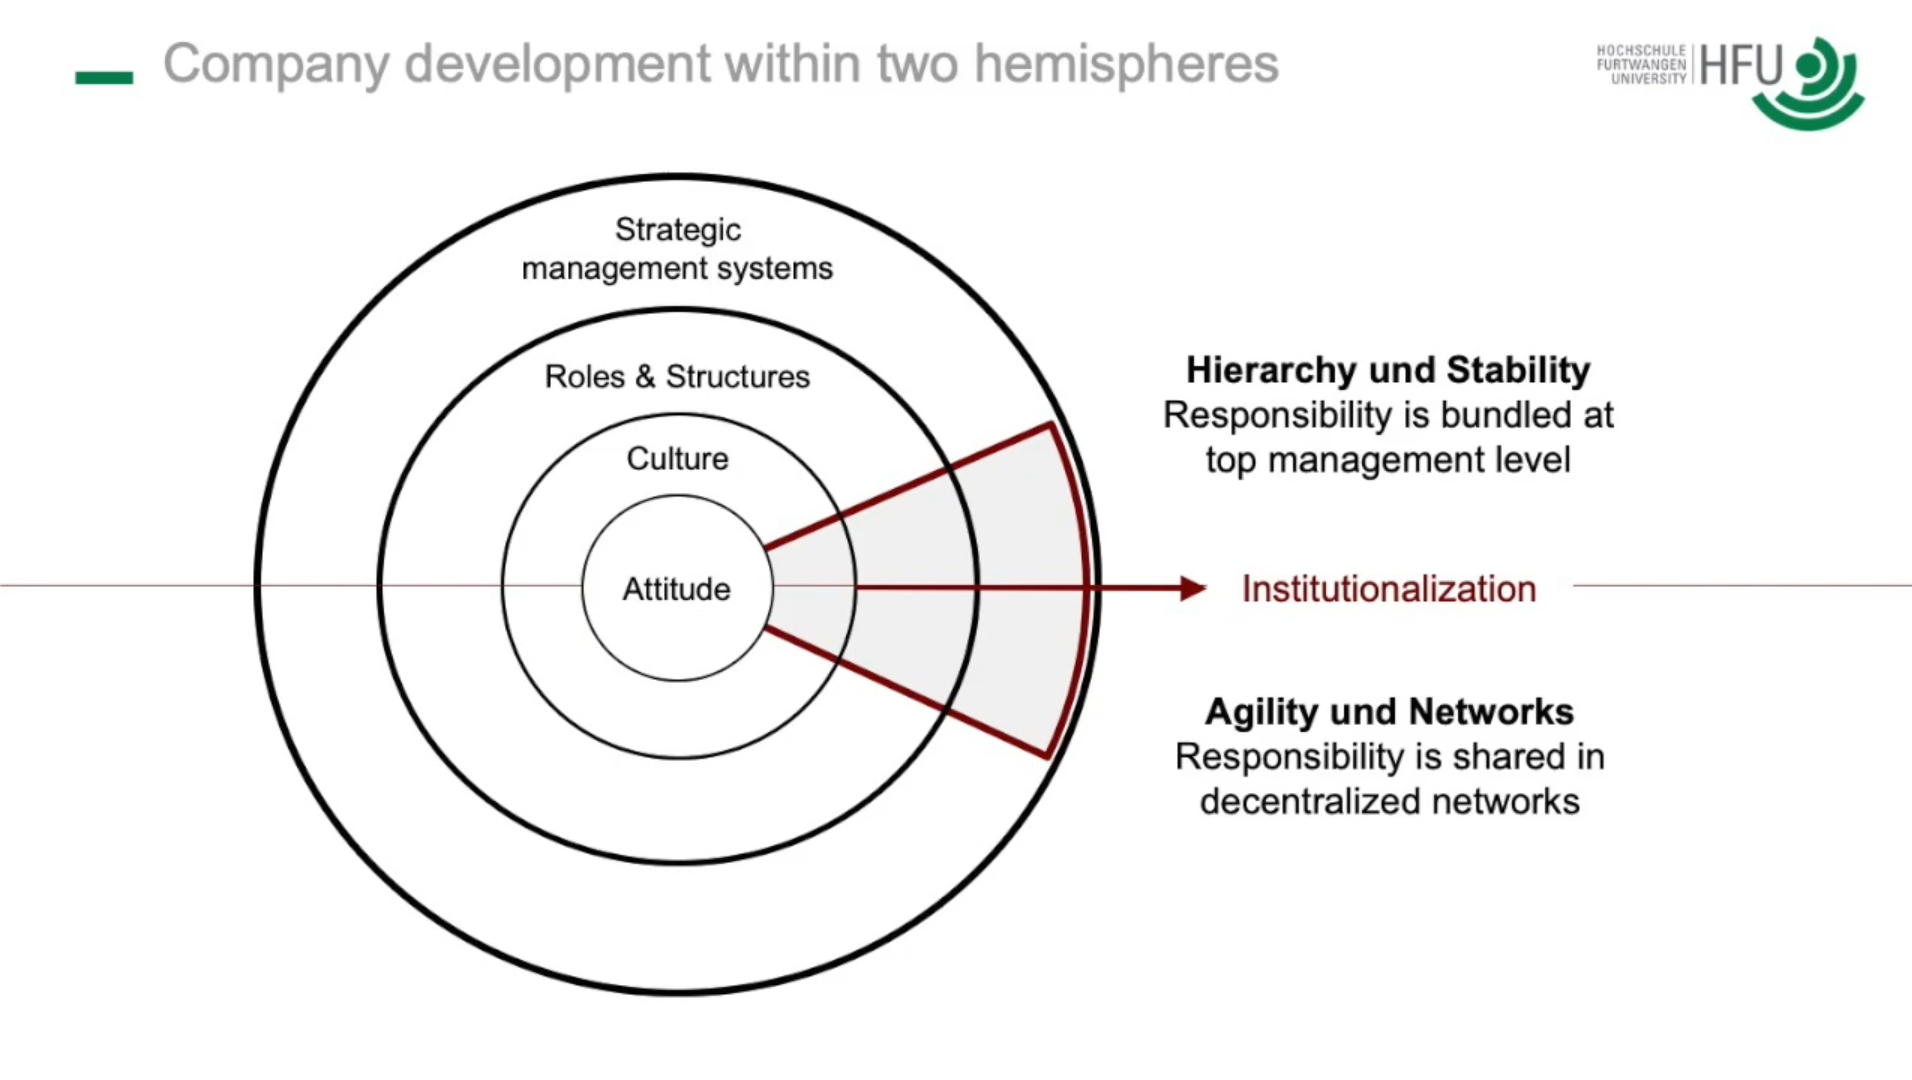 Company development within two hemispheres
HOCHSCHULE
FURTWANGEN
UNIVERSITY
HFU
Strategic
management systems
Roles & Structures
Culture
Attitude
Hierarchy und Stability
Responsibility is bundled at
top management level
Institutionalization
Agility und Networks
Responsibility is shared in
decentralized networks